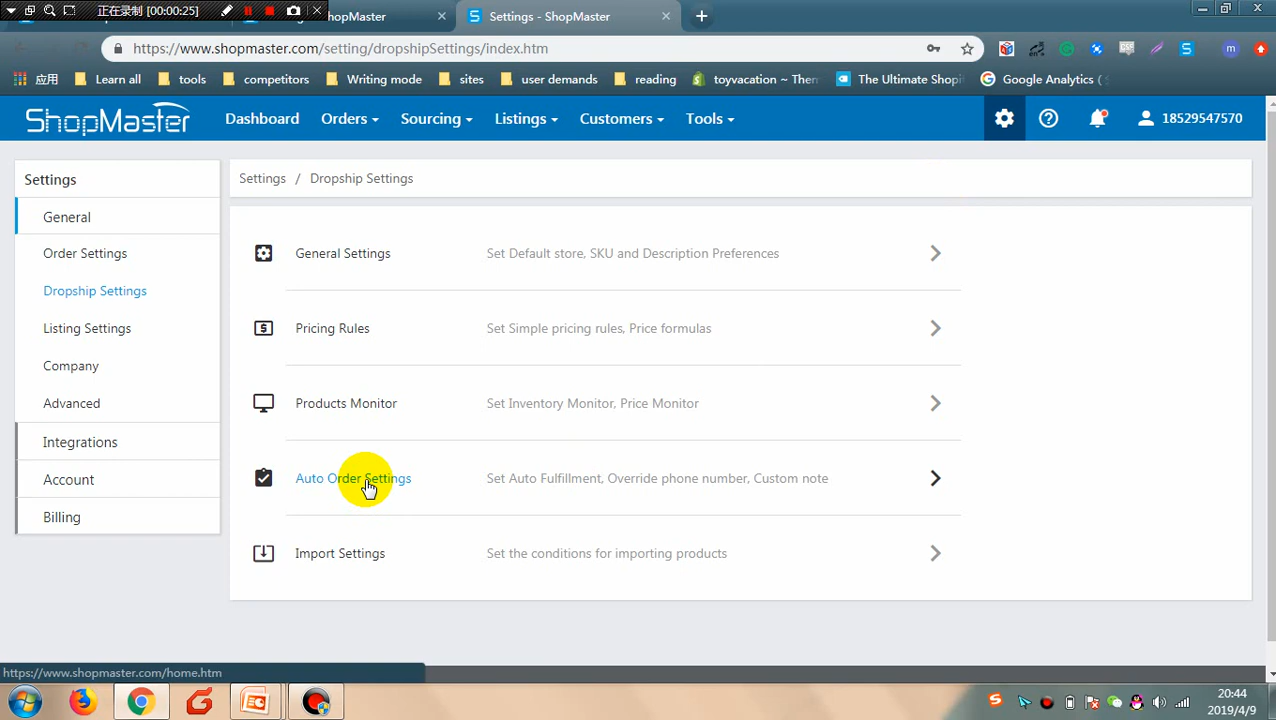 正在录制 [00:00:25]
hopMaster
Settings - ShopMaster
https://www.shopmaster.com/setting/dropshipSettings/index.htm
应用 Learn all tools competitors Writing mode sites user demands reading toyvacation – The The Ultimate Shopi Google Analytics (
ShopMaster Dashboard Orders Sourcing Listings Customers Tools 18529547570
Settings
General
Order Settings
Dropship Settings
Listing Settings
Company
Advanced
Integrations
Account
Billing
Settings / Dropship Settings
General Settings Set Default store, SKU and Description Preferences
Pricing Rules Set Simple pricing rules, Price formulas
Products Monitor Set Inventory Monitor, Price Monitor
Auto Order Settings Set Auto Fulfillment, Override phone number, Custom note
Import Settings Set the conditions for importing products
https://www.shopmaster.com/home.htm
20:44
2019/4/9